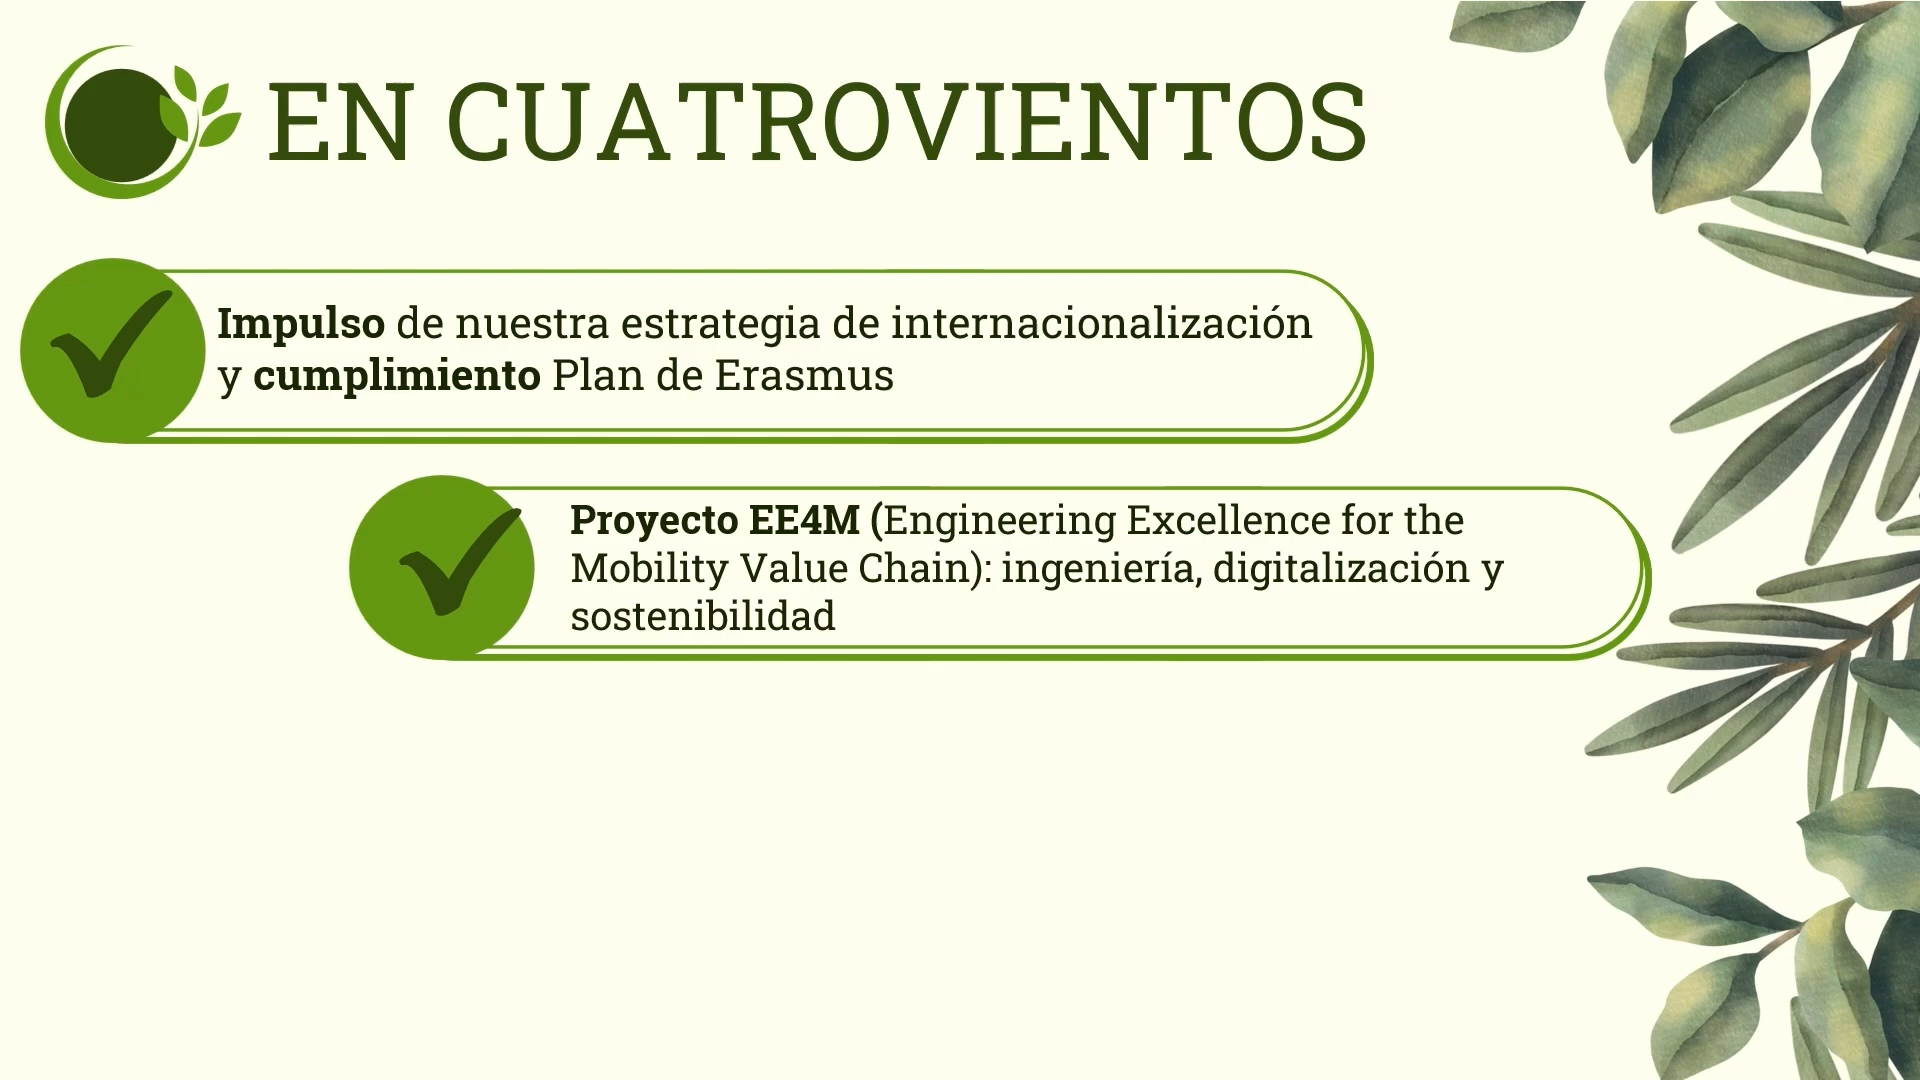 EN CUATROVIENTOS
Impulso de nuestra estrategia de internacionalización
y cumplimiento Plan de Erasmus
Proyecto EE4M (Engineering Excellence for the
Mobility Value Chain): ingeniería, digitalización y
sostenibilidad